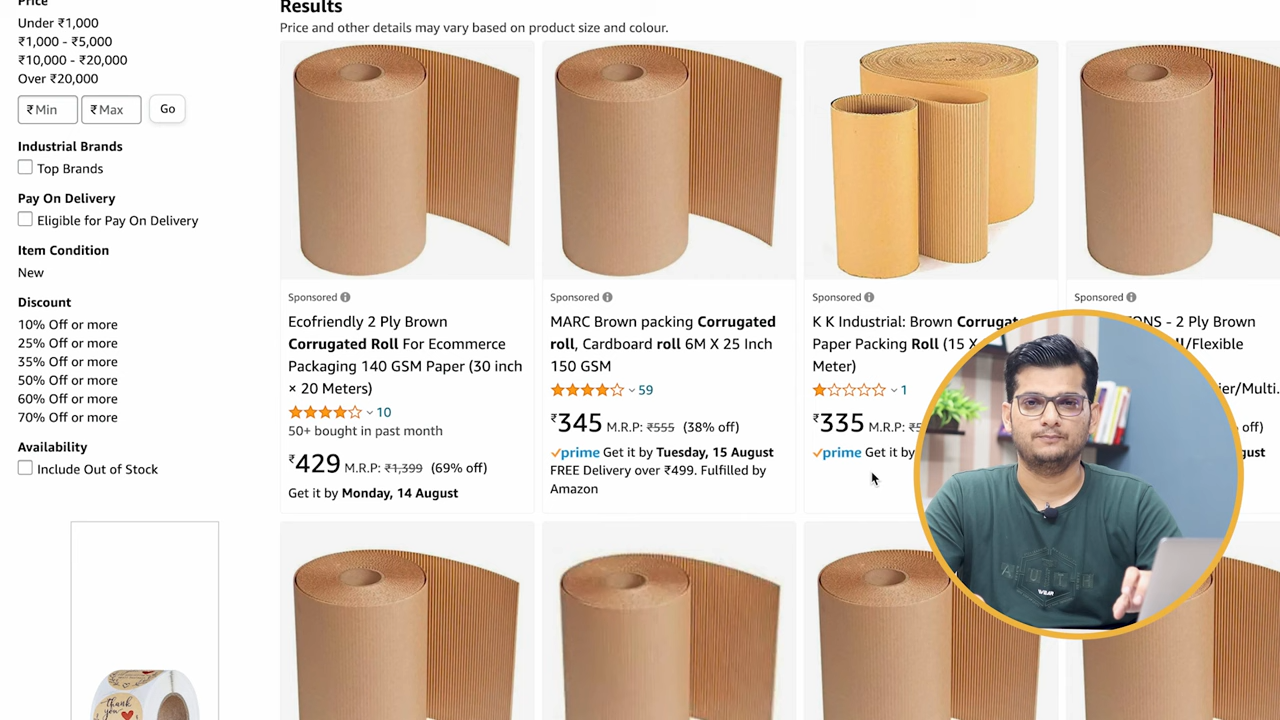 Price
Under ₹1,000
₹1,000 - ₹5,000
₹10,000 - ₹20,000
Over ₹20,000
₹ Min ₹ Max Go
Industrial Brands
Top Brands
Pay On Delivery
Eligible for Pay On Delivery
Item Condition
New
Discount
10% Off or more
25% Off or more
35% Off or more
50% Off or more
60% Off or more
70% Off or more
Availability
Include Out of Stock
thank
you
Results
Price and other details may vary based on product size and colour.
Sponsored
Ecofriendly 2 Ply Brown
Corrugated Roll For Ecommerce
Packaging 140 GSM Paper (30 inch
× 20 Meters)
10
50+ bought in past month
₹429 M.R.P: ₹1,399 (69% off)
Get it by Monday, 14 August
Sponsored
MARC Brown packing Corrugated
roll, Cardboard roll 6M X 25 Inch
150 GSM
59
₹345 M.R.P: ₹555 (38% off)
prime Get it by Tuesday, 15 August
FREE Delivery over ₹499. Fulfilled by
Amazon
Sponsored
K K Industrial: Brown
Paper Packing Roll (15 X
Meter)
1
₹335 M.R.P:
prime Get it by
Sponsored
- 2 Ply Brown
/Flexible
off)